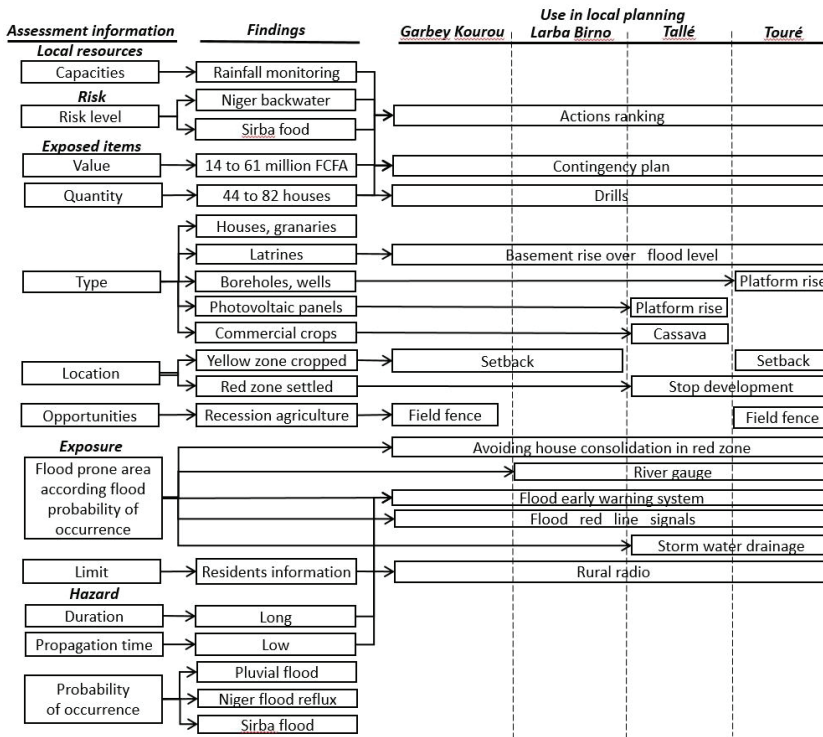 Use in local planning
Assessment information Findings Garbey Kourou Larba Birno Tallé Touré
Local resources
Capacities Rainfall monitoring
Risk
Niger backwater
Risk level Actions ranking
Sirba food
Exposed items
Value 14 to 61 million FCFA Contingency plan
Quantity 44 to 82 houses Drills
Houses, granaries
Latrines Basement rise over flood level
Type Boreholes, wells Platform rise
Photovoltaic panels Platform rise
Commercial crops Cassava
Yellow zone cropped Setback Setback
Location
Red zone settled Stop development
Opportunities Recession agriculture Field fence Field fence
Exposure
Avoiding house consolidation in red zone
Flood prone area
according flood
probability of
occurrence
River gauge
Flood early warning system
Flood red line signals
Storm water drainage
Limit Residents information Rural radio
Hazard
Duration Long
Propagation time Low
Pluvial flood
Probability
of occurrence
Niger flood reflux
Sirba flood